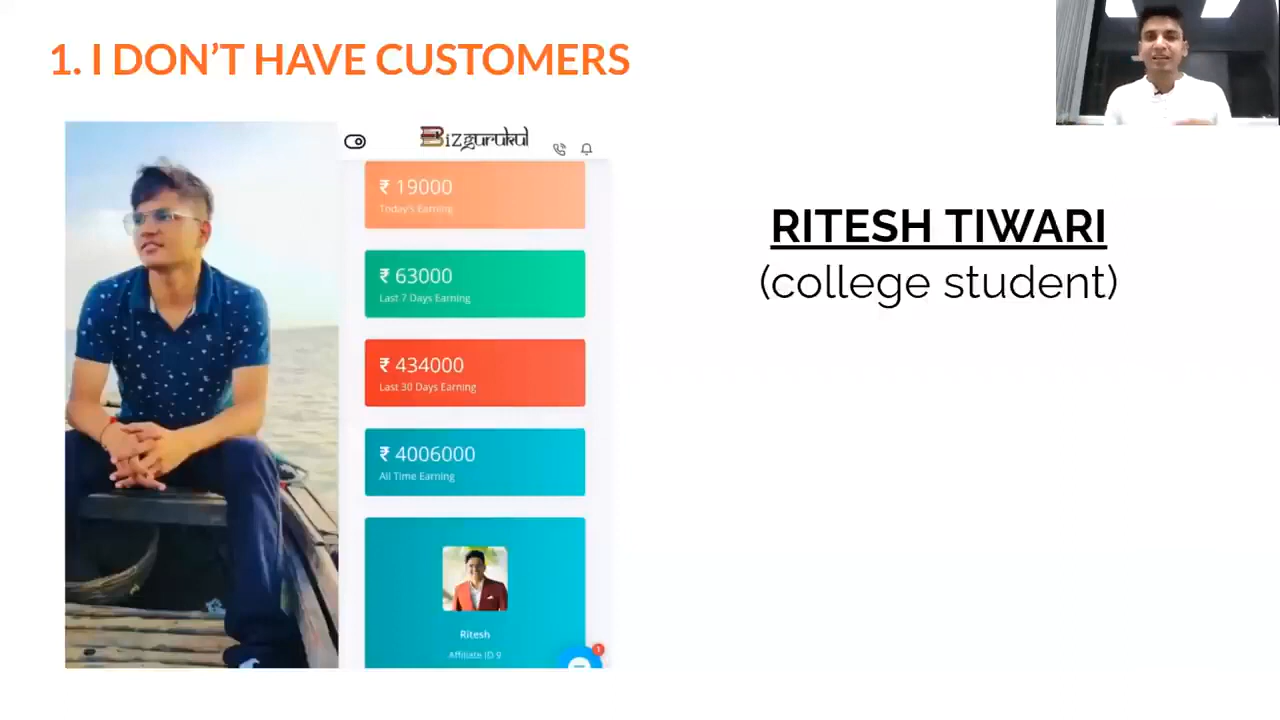 1. I DON'T HAVE CUSTOMERS
Bizgurukul
₹ 19000
Today's Earning
₹ 63000
Last 7 Days Earning
₹ 434000
Last 30 Days Earning
₹ 4006000
All Time Earning
Ritesh
Affiliate ID 9
1
RITESH TIWARI
(college student)